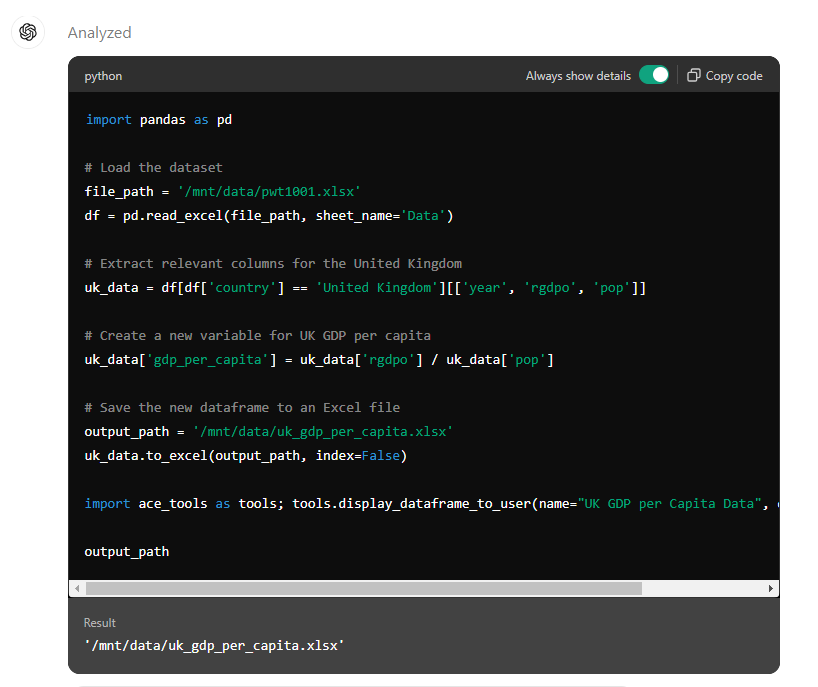 Analyzed
python
Always show details
Copy code
import pandas as pd
# Load the dataset
file_path = '/mnt/data/pwt1001.xlsx'
df = pd.read_excel(file_path, sheet_name='Data')
# Extract relevant columns for the United Kingdom
uk_data = df[df['country'] == 'United Kingdom'][['year', 'rgdpo', 'pop']]
# Create a new variable for UK GDP per capita
uk_data['gdp_per_capita'] = uk_data['rgdpo'] / uk_data['pop']
# Save the new dataframe to an Excel file
output_path = '/mnt/data/uk_gdp_per_capita.xlsx'
uk_data.to_excel(output_path, index=False)
import ace_tools as tools; tools.display_dataframe_to_user(name="UK GDP per Capita Data",
output_path
Result
'/mnt/data/uk_gdp_per_capita.xlsx'